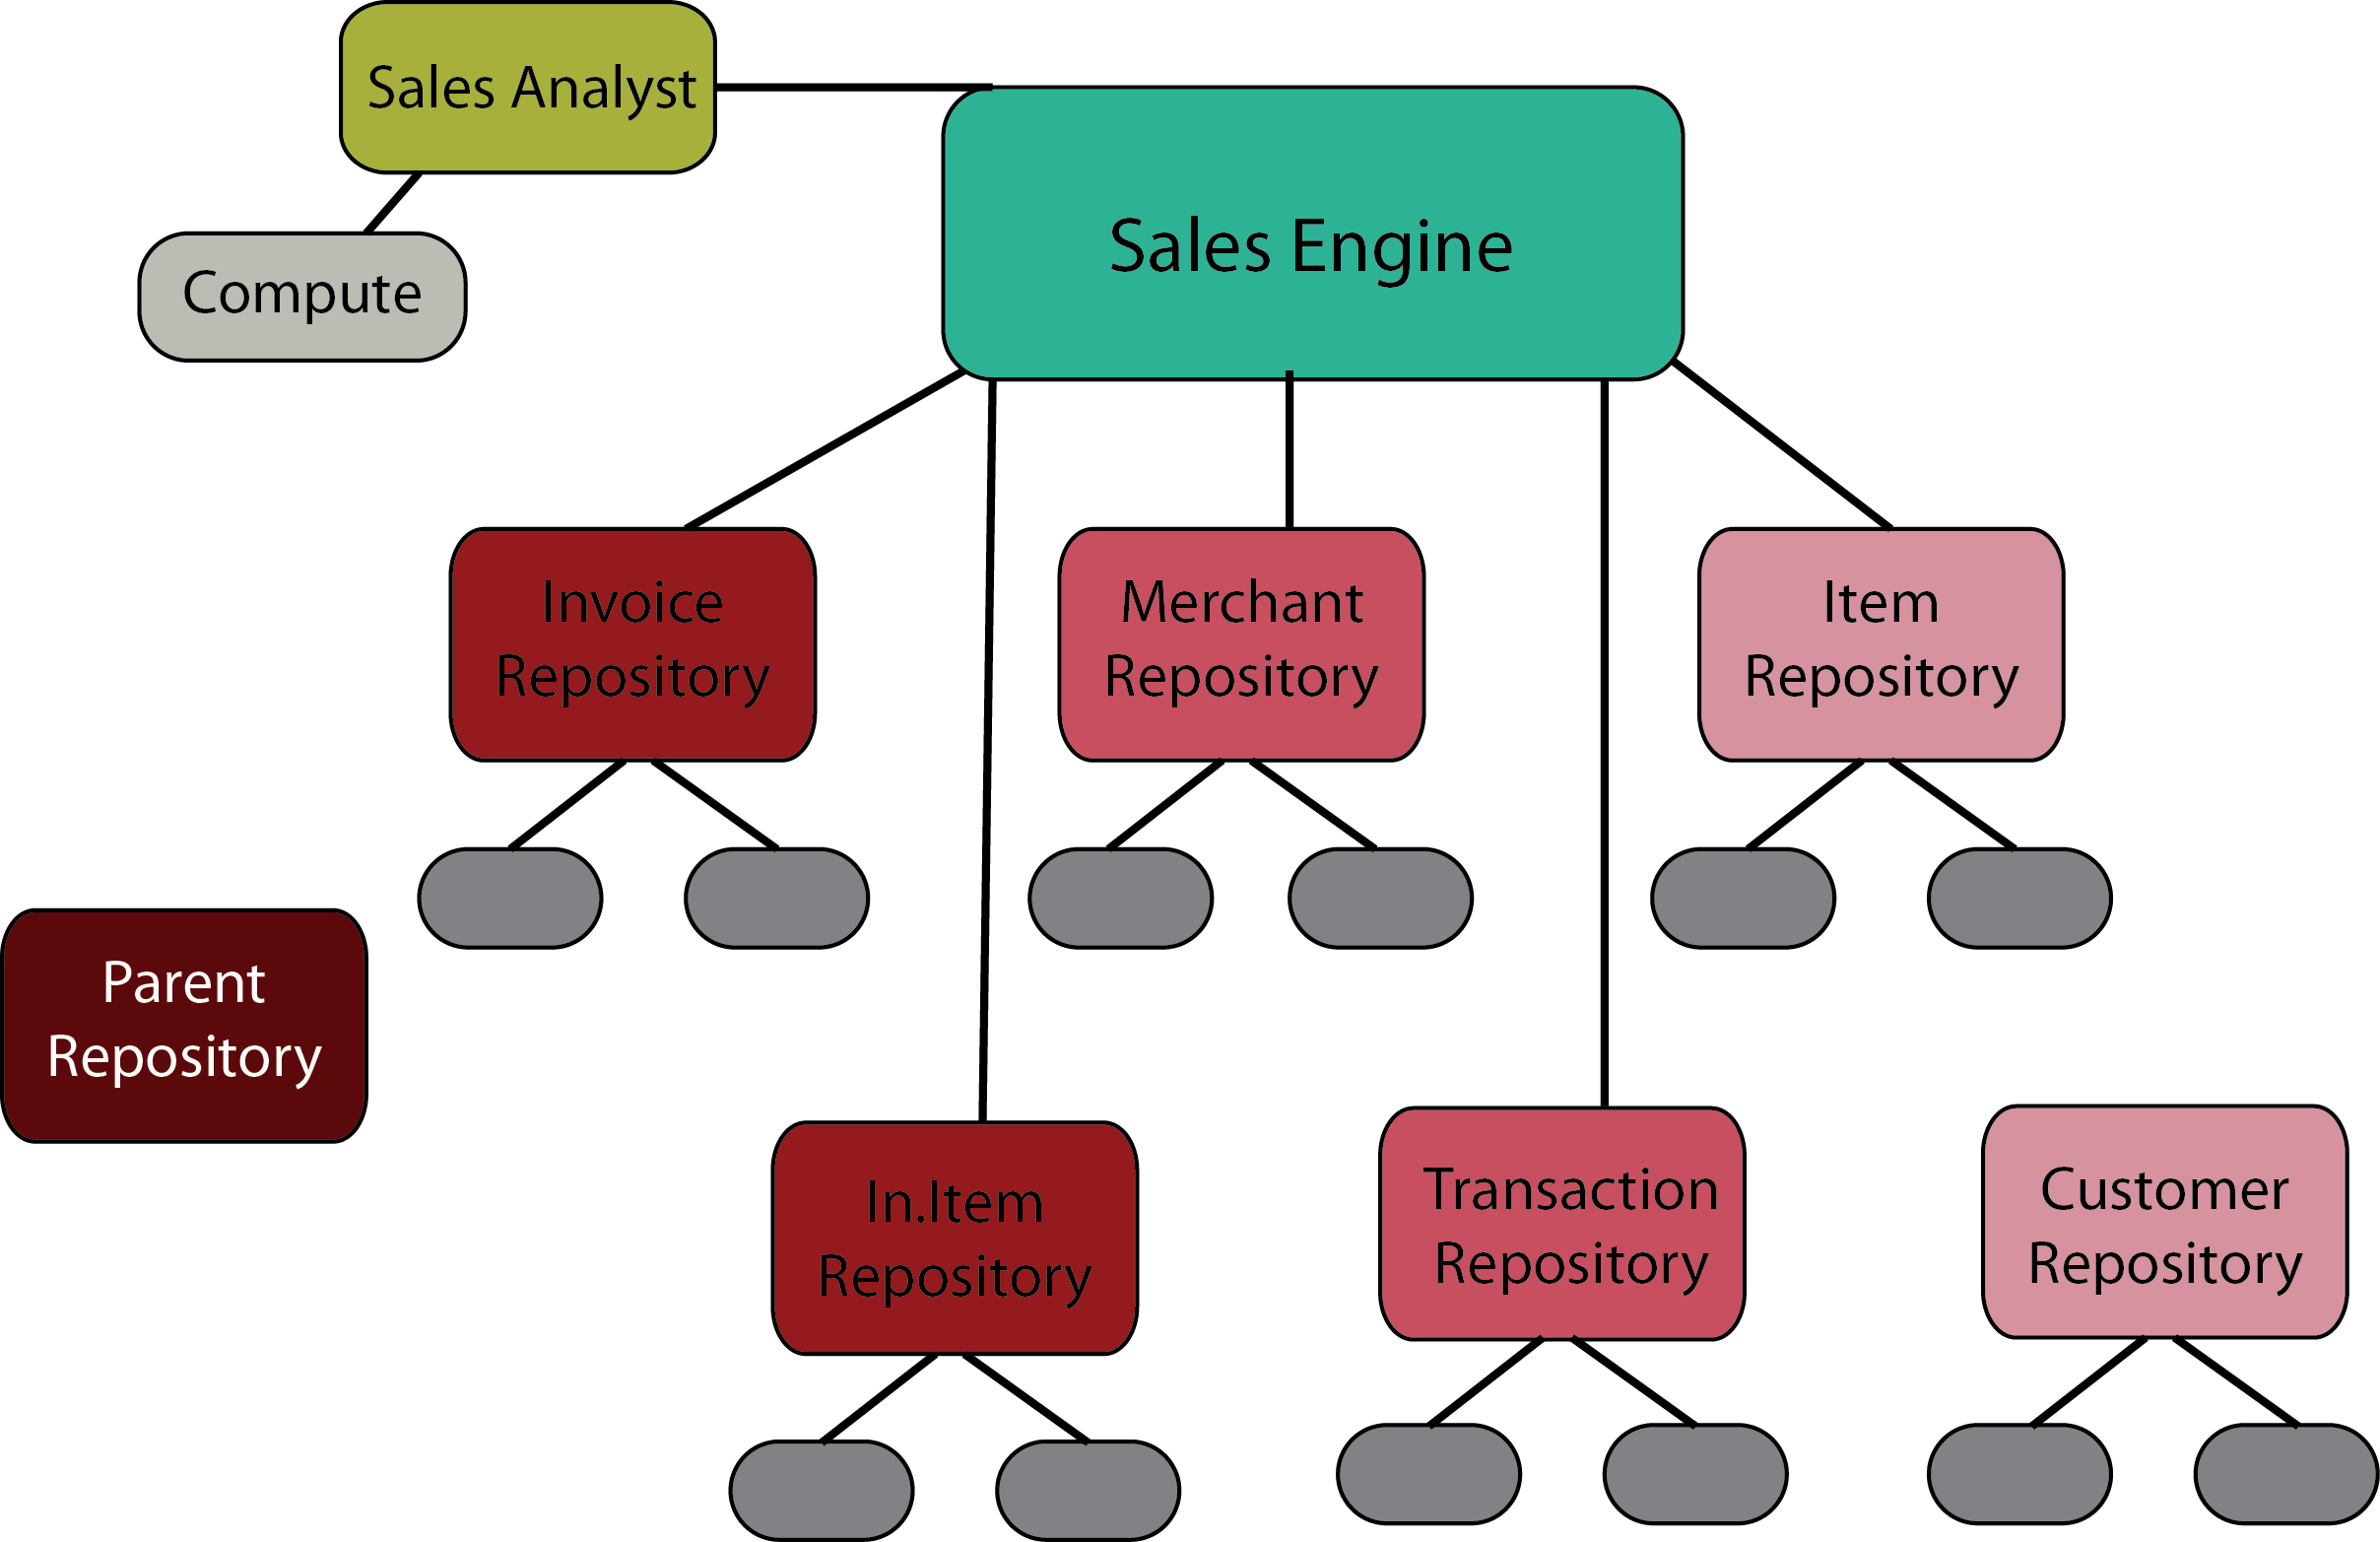 Sales Analyst
Sales Engine
Compute
Invoice
Repository
Merchant
Repository
Item
Repository
Parent
Repository
In.Item
Repository
Transaction
Repository
Customer
Repository